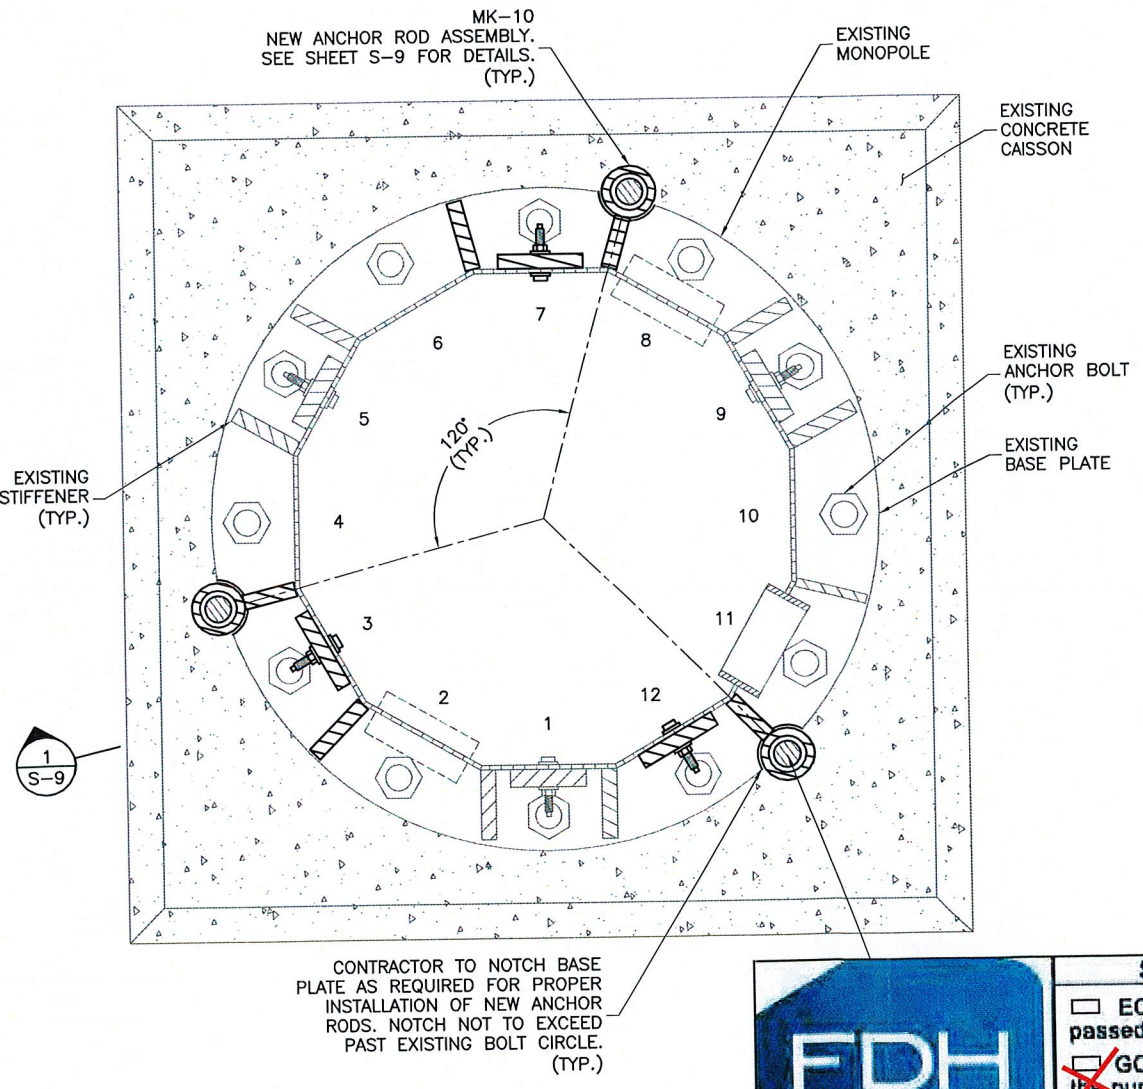 MK-10
NEW ANCHOR ROD ASSEMBLY.
SEE SHEET S-9 FOR DETAILS.
(TYP.)
EXISTING
MONOPOLE
EXISTING
CONCRETE
CAISSON
EXISTING
ANCHOR BOLT
(TYP.)
EXISTING
BASE PLATE
EXISTING
STIFFENER
(TYP.)
120°
(TYP.)
7
6
8
5
9
4
10
3
11
2
12
1
1
S-9
CONTRACTOR TO NOTCH BASE
PLATE AS REQUIRED FOR PROPER
INSTALLATION OF NEW ANCHOR
RODS. NOTCH NOT TO EXCEED
PAST EXISTING BOLT CIRCLE.
(TYP.)
FDH
passed